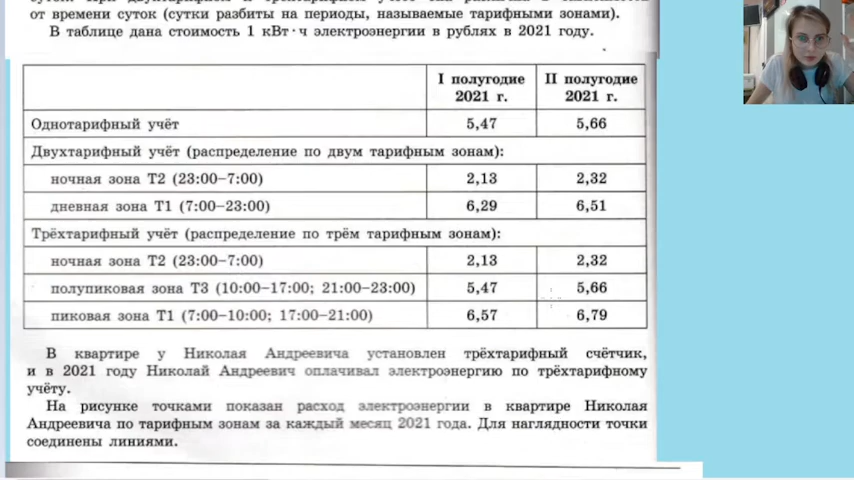 от времени суток (сутки разбиты на периоды, называемые тарифными зонами).
В таблице дана стоимость 1 кВт·ч электроэнергии в рублях в 2021 году.
I полугодие 2021 г. II полугодие 2021 г.
Однотарифный учёт 5,47 5,66
Двухтарифный учёт (распределение по двум тарифным зонам):
ночная зона Т2 (23:00–7:00) 2,13 2,32
дневная зона Т1 (7:00–23:00) 6,29 6,51
Трёхтарифный учёт (распределение по трём тарифным зонам):
ночная зона Т2 (23:00–7:00) 2,13 2,32
полупиковая зона Т3 (10:00–17:00; 21:00–23:00) 5,47 5,66
пиковая зона Т1 (7:00–10:00; 17:00–21:00) 6,57 6,79
В квартире у Николая Андреевича установлен трёхтарифный счётчик,
и в 2021 году Николай Андреевич оплачивал электроэнергию по трёхтарифному
учёту.
На рисунке точками показан расход электроэнергии в квартире Николая
Андреевича по тарифным зонам за каждый месяц 2021 года. Для наглядности точки
соединены линиями.